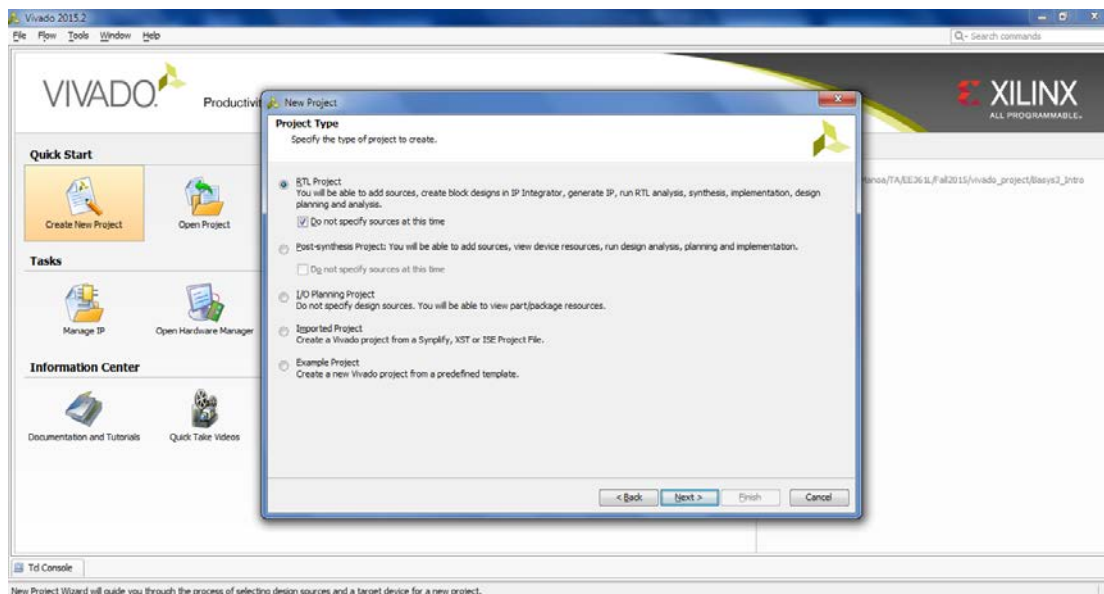 Vivado 2015.2
File Flow Tools Window Help
Search commands
VIVADO.
Productivit
XILINX
ALL PROGRAMMABLE.
Quick Start
Create New Project
Open Project
Tasks
Manage IP
Open Hardware Manager
Information Center
Documentation and Tutorials
Quick Take Videos
New Project
Project Type
Specify the type of project to create.
RTL Project
You will be able to add sources, create block designs in IP Integrator, generate IP, run RTL analysis, synthesis, implementation, design
planning and analysis.
Do not specify sources at this time
Post-synthesis Project: You will be able to add sources, view device resources, run design analysis, planning and implementation.
Do not specify sources at this time
I/O Planning Project
Do not specify design sources. You will be able to view part/package resources.
Imported Project
Create a Vivado project from a Synplify, XST or ISE Project File.
Example Project
Create a new Vivado project from a predefined template.
< Back
Next >
Finish
Cancel
/TA/EE361L/Fall2015/vivado_project/Basys3_Intro
Tcl Console
New Project Wizard will guide you through the process of selecting design sources and a target device for a new project.